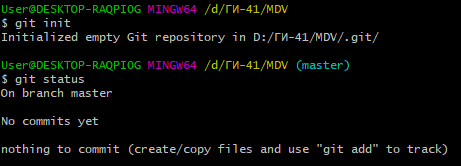 User@DESKTOP-RAQPIOG MINGW64 /d/ГИ-41/MDV
$ git init
Initialized empty Git repository in D:/ГИ-41/MDV/.git/
User@DESKTOP-RAQPIOG MINGW64 /d/ГИ-41/MDV (master)
$ git status
On branch master
No commits yet
nothing to commit (create/copy files and use "git add" to track)